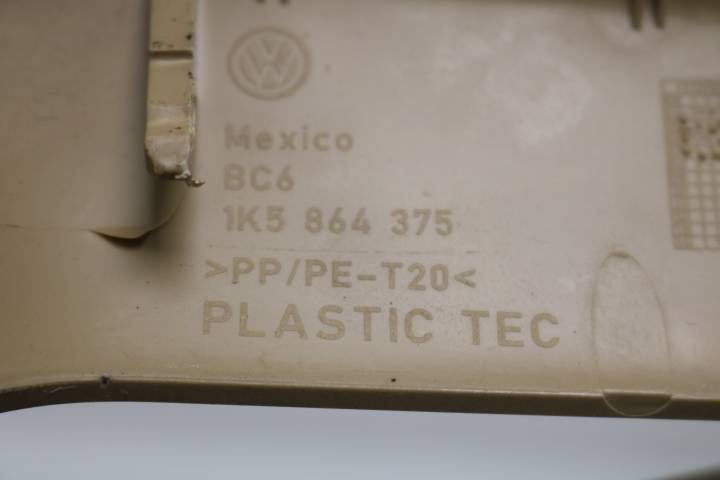 Mexico
BC6
1K5 864 375
>PP/PE-T20<
PLASTIC TEC